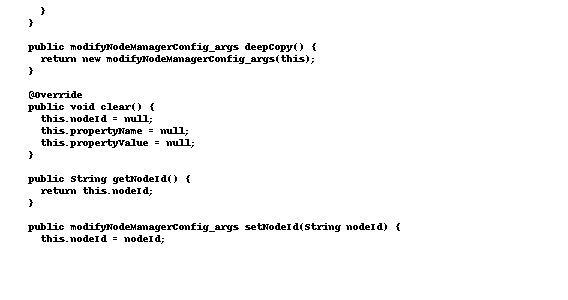 }
  }

  public modifyNodeManagerConfig_args deepCopy() {
    return new modifyNodeManagerConfig_args(this);
  }

  @Override
  public void clear() {
    this.nodeId = null;
    this.propertyName = null;
    this.propertyValue = null;
  }

  public String getNodeId() {
    return this.nodeId;
  }

  public modifyNodeManagerConfig_args setNodeId(String nodeId) {
    this.nodeId = nodeId;